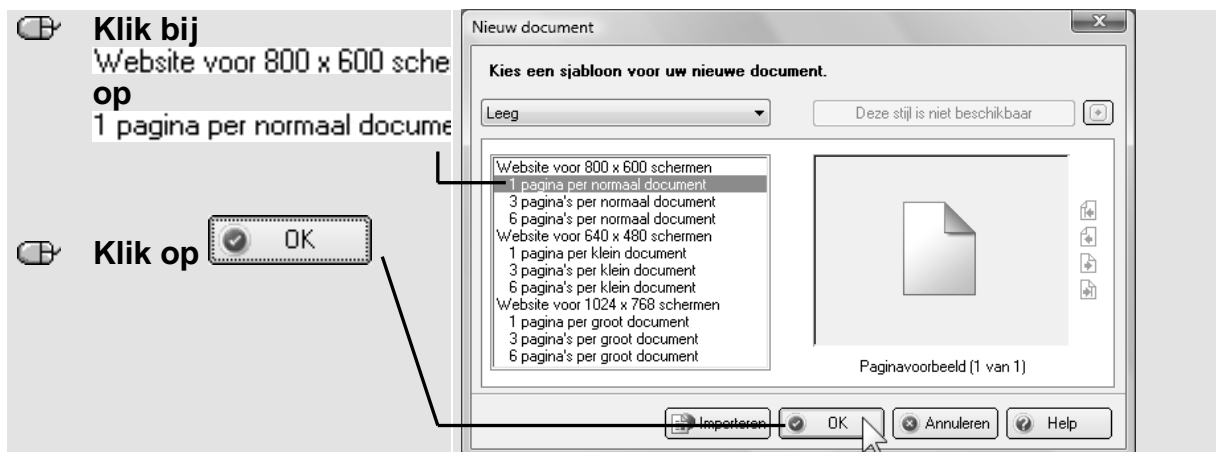 Klik bij
Website voor 800 x 600 sche
op
1 pagina per normaal docume
Klik op OK
Nieuw document
X
Kies een sjabloon voor uw nieuwe document.
Leeg
Deze stijl is niet beschikbaar
Website voor 800 x 600 schermen
1 pagina per normaal document
3 pagina's per normaal document
6 pagina's per normaal document
Website voor 640 x 480 schermen
1 pagina per klein document
3 pagina's per klein document
6 pagina's per klein document
Website voor 1024 x 768 schermen
1 pagina per groot document
3 pagina's per groot document
6 pagina's per groot document
Paginavoorbeeld (1 van 1)
Importeren
OK
Annuleren
Help